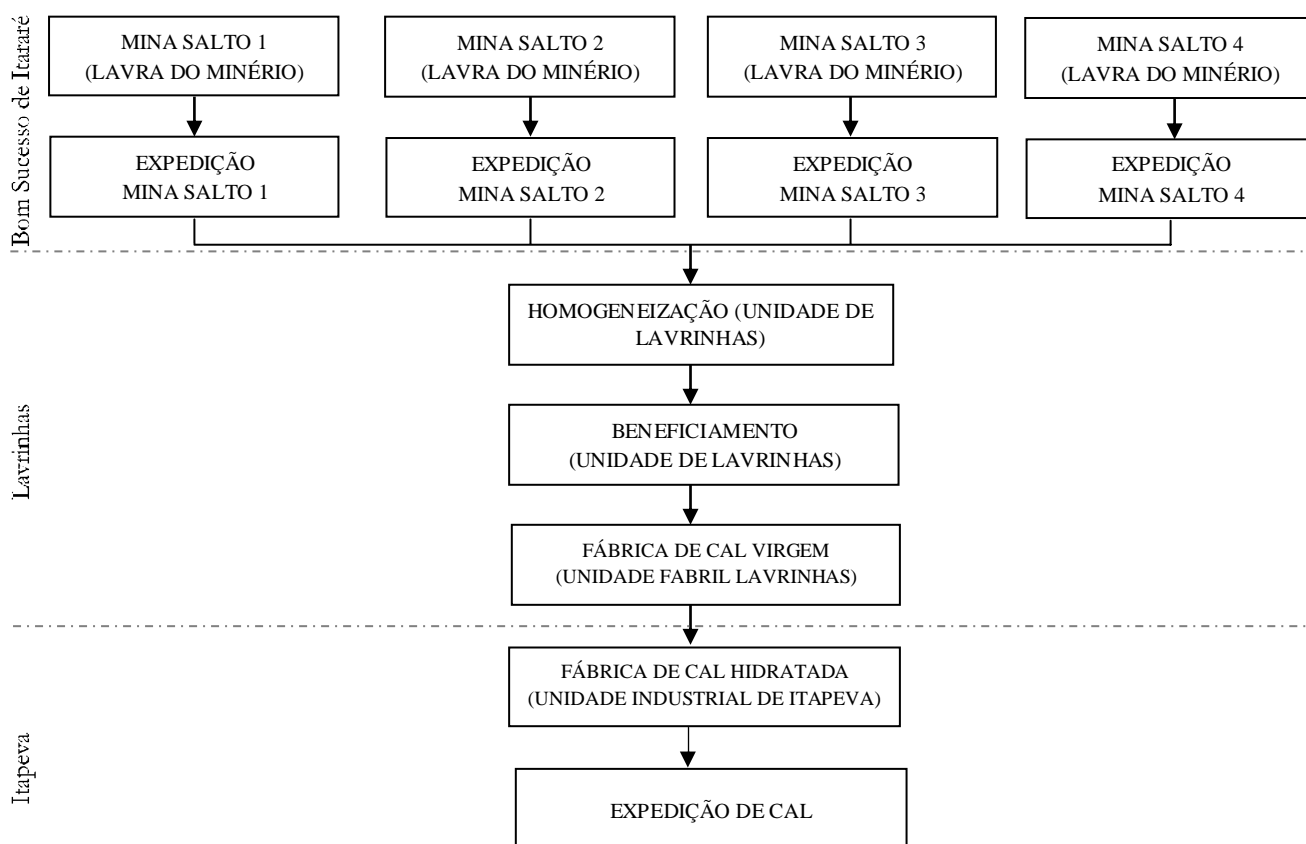 Bom Sucesso de Itararé
MINA SALTO 1
(LAVRA DO MINÉRIO)
MINA SALTO 2
(LAVRA DO MINÉRIO)
MINA SALTO 3
(LAVRA DO MINÉRIO)
MINA SALTO 4
(LAVRA DO MINÉRIO)
EXPEDIÇÃO
MINA SALTO 1
EXPEDIÇÃO
MINA SALTO 2
EXPEDIÇÃO
MINA SALTO 3
EXPEDIÇÃO
MINA SALTO 4
Lavrinhas
HOMOGENEIZAÇÃO (UNIDADE DE
LAVRINHAS)
BENEFICIAMENTO
(UNIDADE DE LAVRINHAS)
FÁBRICA DE CAL VIRGEM
(UNIDADE FABRIL LAVRINHAS)
Itapeva
FÁBRICA DE CAL HIDRATADA
(UNIDADE INDUSTRIAL DE ITAPEVA)
EXPEDIÇÃO DE CAL